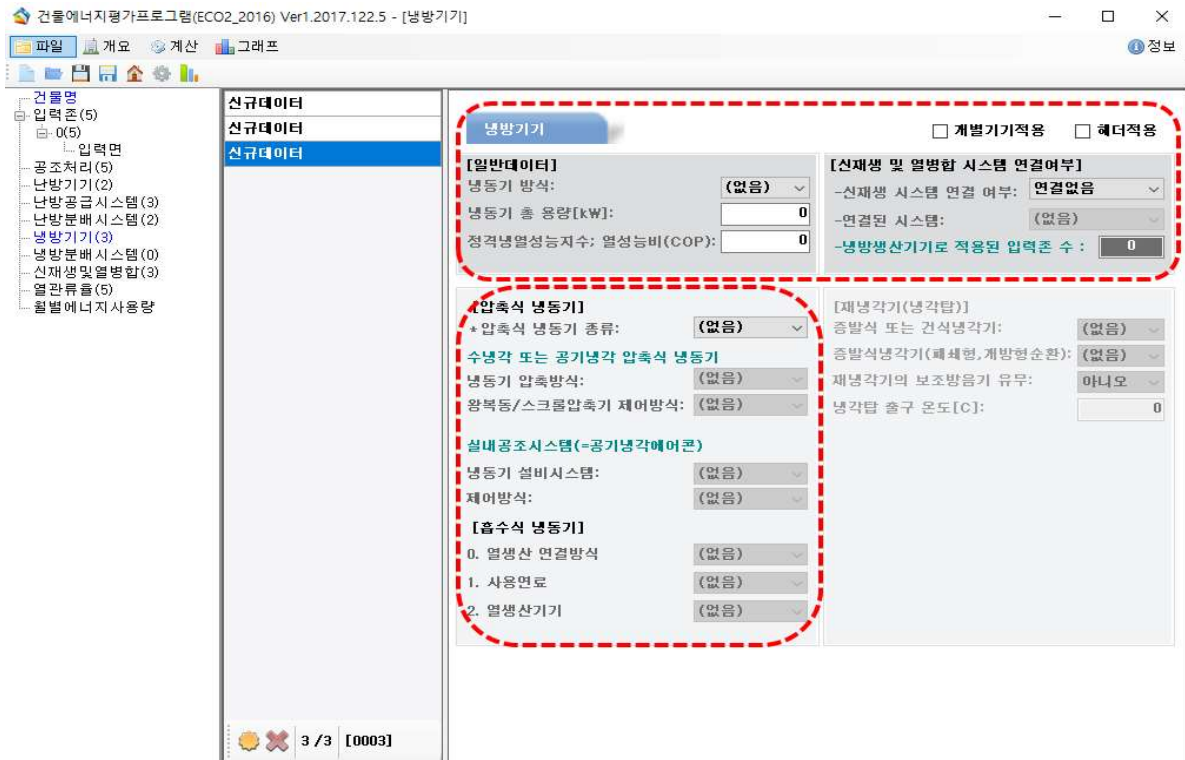 건물에너지평가프로그램(ECO2_2016) Ver1.2017.122.5 - [냉방기기]
파일 개요 계산 그래프 정보
건물명
입력존(5)
0(5)
입력면
공조처리(5)
난방기기(2)
난방공급시스템(3)
난방분배시스템(2)
냉방기기(3)
냉방분배시스템(0)
신재생및열병합(3)
열관류율(5)
월별에너지사용량
신규데이터
신규데이터
신규데이터
3 /3 [0003]
냉방기기 개별기기적용 헤더적용
[일반데이터]
냉동기 방식: (없음)
냉동기 총 용량[kW]: 0
정격냉열성능지수; 열성능비(COP): 0
[신재생 및 열병합 시스템 연결여부]
-신재생 시스템 연결 여부: 연결없음
-연결된 시스템: (없음)
-냉방생산기기로 적용된 입력존 수 : 0
[압축식 냉동기]
*압축식 냉동기 종류: (없음)
수냉각 또는 공기냉각 압축식 냉동기
냉동기 압축방식: (없음)
왕복동/스크롤압축기 제어방식: (없음)
실내공조시스템(=공기냉각에어콘)
냉동기 설비시스템: (없음)
제어방식: (없음)
[흡수식 냉동기]
0. 열생산 연결방식 (없음)
1. 사용연료 (없음)
2. 열생산기기 (없음)
[재냉각기(냉각탑)]
증발식 또는 건식냉각기: (없음)
증발식냉각기(폐쇄형,개방형순환): (없음)
재냉각기의 보조방음기 유무: 아니오
냉각탑 출구 온도[C]: 0